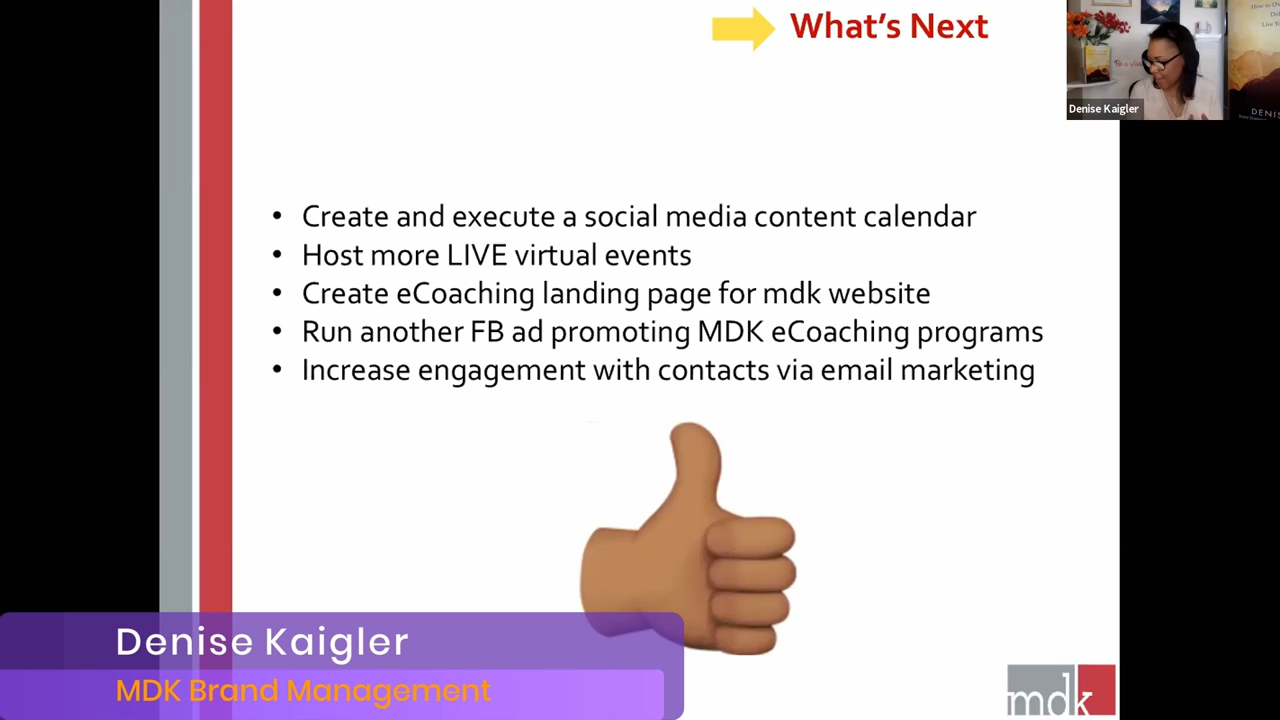 What's Next
Denise Kaigler
• Create and execute a social media content calendar
• Host more LIVE virtual events
• Create eCoaching landing page for mdk website
• Run another FB ad promoting MDK eCoaching programs
• Increase engagement with contacts via email marketing
Denise Kaigler
MDK Brand Management
mdk